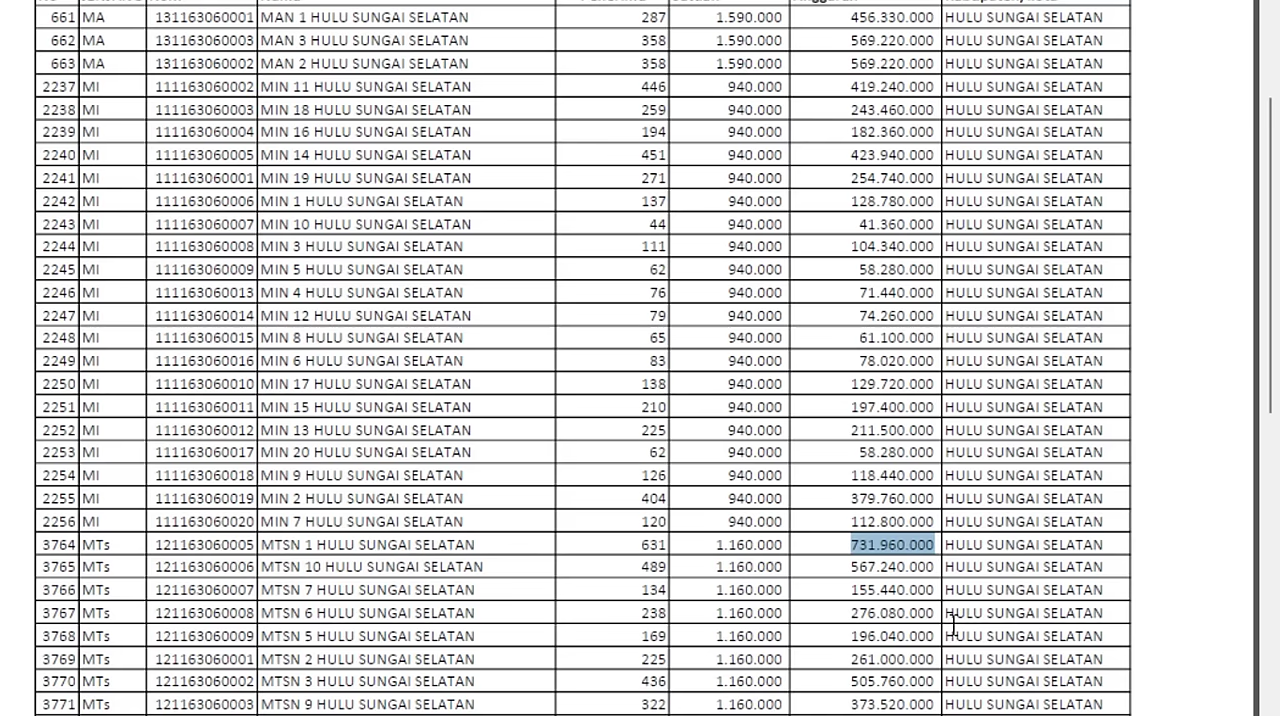 661 MA 131163060001 MAN 1 HULU SUNGAI SELATAN 287 1.590.000 456.330.000 HULU SUNGAI SELATAN
662 MA 131163060003 MAN 3 HULU SUNGAI SELATAN 358 1.590.000 569.220.000 HULU SUNGAI SELATAN
663 MA 131163060002 MAN 2 HULU SUNGAI SELATAN 358 1.590.000 569.220.000 HULU SUNGAI SELATAN
2237 MI 111163060002 MIN 11 HULU SUNGAI SELATAN 446 940.000 419.240.000 HULU SUNGAI SELATAN
2238 MI 111163060003 MIN 18 HULU SUNGAI SELATAN 259 940.000 243.460.000 HULU SUNGAI SELATAN
2239 MI 111163060004 MIN 16 HULU SUNGAI SELATAN 194 940.000 182.360.000 HULU SUNGAI SELATAN
2240 MI 111163060005 MIN 14 HULU SUNGAI SELATAN 451 940.000 423.940.000 HULU SUNGAI SELATAN
2241 MI 111163060001 MIN 19 HULU SUNGAI SELATAN 271 940.000 254.740.000 HULU SUNGAI SELATAN
2242 MI 111163060006 MIN 1 HULU SUNGAI SELATAN 137 940.000 128.780.000 HULU SUNGAI SELATAN
2243 MI 111163060007 MIN 10 HULU SUNGAI SELATAN 44 940.000 41.360.000 HULU SUNGAI SELATAN
2244 MI 111163060008 MIN 3 HULU SUNGAI SELATAN 111 940.000 104.340.000 HULU SUNGAI SELATAN
2245 MI 111163060009 MIN 5 HULU SUNGAI SELATAN 62 940.000 58.280.000 HULU SUNGAI SELATAN
2246 MI 111163060013 MIN 4 HULU SUNGAI SELATAN 76 940.000 71.440.000 HULU SUNGAI SELATAN
2247 MI 111163060014 MIN 12 HULU SUNGAI SELATAN 79 940.000 74.260.000 HULU SUNGAI SELATAN
2248 MI 111163060015 MIN 8 HULU SUNGAI SELATAN 65 940.000 61.100.000 HULU SUNGAI SELATAN
2249 MI 111163060016 MIN 6 HULU SUNGAI SELATAN 83 940.000 78.020.000 HULU SUNGAI SELATAN
2250 MI 111163060010 MIN 17 HULU SUNGAI SELATAN 138 940.000 129.720.000 HULU SUNGAI SELATAN
2251 MI 111163060011 MIN 15 HULU SUNGAI SELATAN 210 940.000 197.400.000 HULU SUNGAI SELATAN
2252 MI 111163060012 MIN 13 HULU SUNGAI SELATAN 225 940.000 211.500.000 HULU SUNGAI SELATAN
2253 MI 111163060017 MIN 20 HULU SUNGAI SELATAN 62 940.000 58.280.000 HULU SUNGAI SELATAN
2254 MI 111163060018 MIN 9 HULU SUNGAI SELATAN 126 940.000 118.440.000 HULU SUNGAI SELATAN
2255 MI 111163060019 MIN 2 HULU SUNGAI SELATAN 404 940.000 379.760.000 HULU SUNGAI SELATAN
2256 MI 111163060020 MIN 7 HULU SUNGAI SELATAN 120 940.000 112.800.000 HULU SUNGAI SELATAN
3764 MTs 121163060005 MTSN 1 HULU SUNGAI SELATAN 631 1.160.000 731.960.000 HULU SUNGAI SELATAN
3765 MTs 121163060006 MTSN 10 HULU SUNGAI SELATAN 489 1.160.000 567.240.000 HULU SUNGAI SELATAN
3766 MTs 121163060007 MTSN 7 HULU SUNGAI SELATAN 134 1.160.000 155.440.000 HULU SUNGAI SELATAN
3767 MTs 121163060008 MTSN 6 HULU SUNGAI SELATAN 238 1.160.000 276.080.000 HULU SUNGAI SELATAN
3768 MTs 121163060009 MTSN 5 HULU SUNGAI SELATAN 169 1.160.000 196.040.000 HULU SUNGAI SELATAN
3769 MTs 121163060001 MTSN 2 HULU SUNGAI SELATAN 225 1.160.000 261.000.000 HULU SUNGAI SELATAN
3770 MTs 121163060002 MTSN 3 HULU SUNGAI SELATAN 436 1.160.000 505.760.000 HULU SUNGAI SELATAN
3771 MTs 121163060003 MTSN 9 HULU SUNGAI SELATAN 322 1.160.000 373.520.000 HULU SUNGAI SELATAN